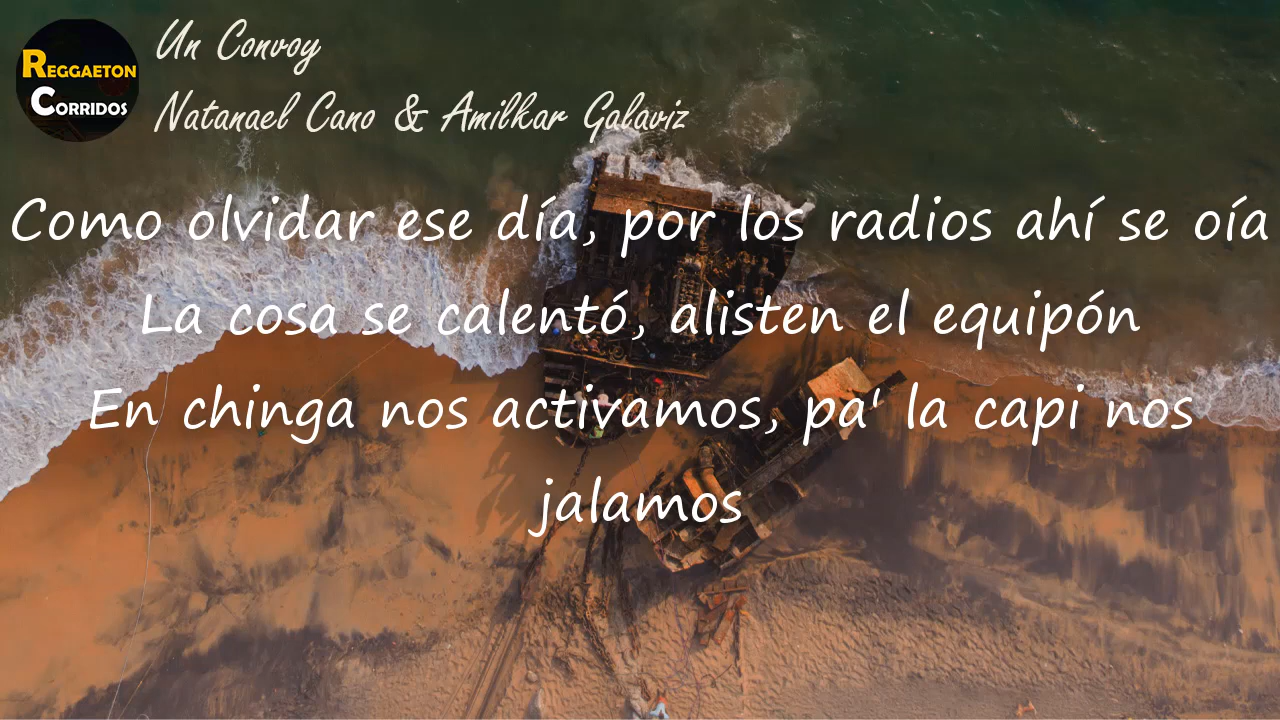 REGGAETON
CORRIDOS
Un Convoy
Natanael Cano & Amilkar Galaviz
Como olvidar ese día, por los radios ahí se oía
La cosa se calentó, alisten el equipón
En chinga nos activamos, pa' la capi nos
jalamos